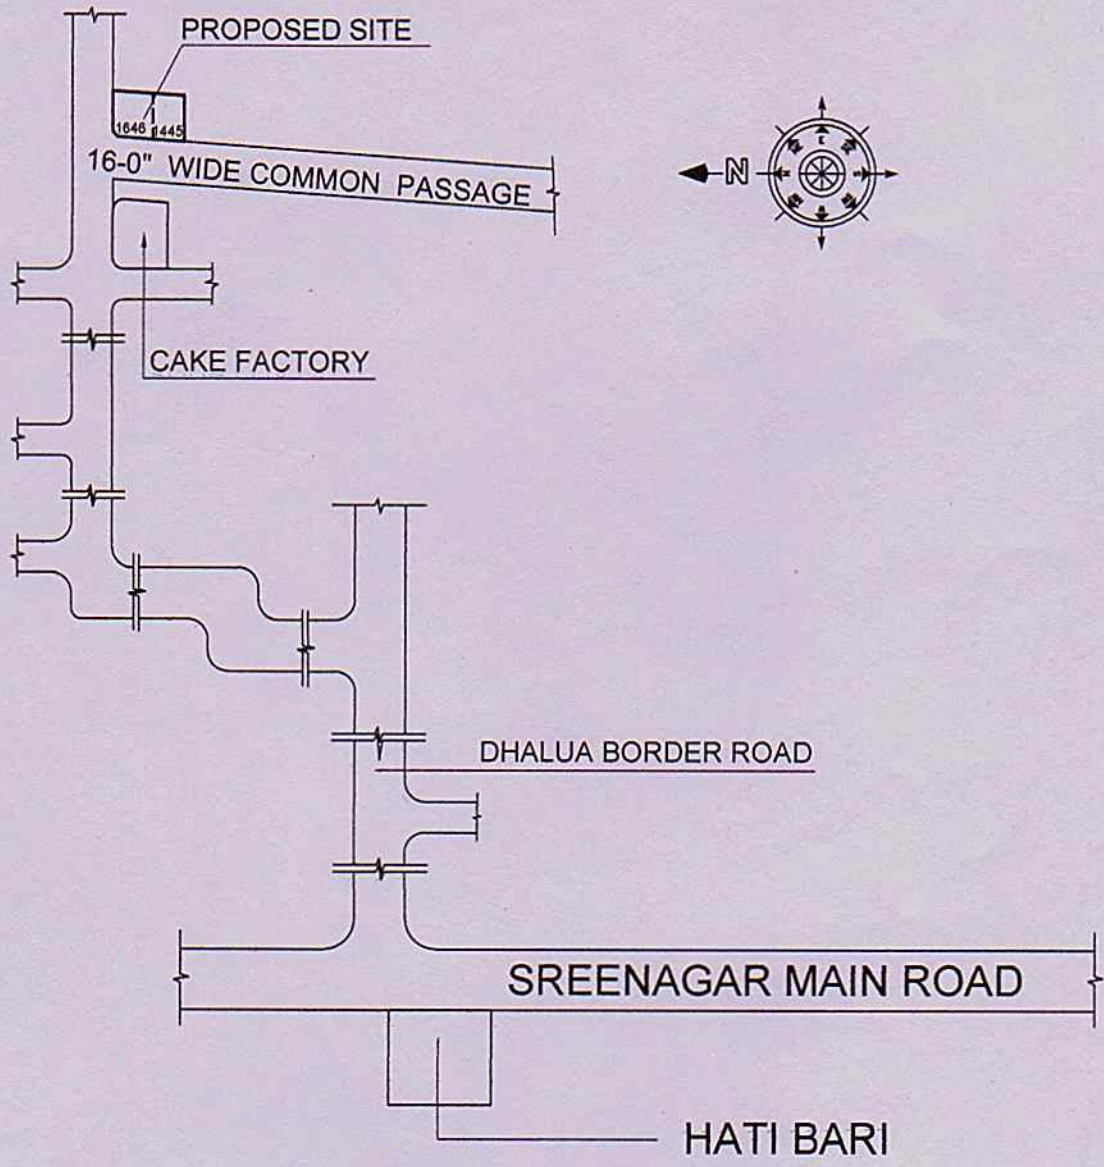 PROPOSED SITE
1646 1445
16-0" WIDE COMMON PASSAGE
N
CAKE FACTORY
DHALUA BORDER ROAD
SREENAGAR MAIN ROAD
HATI BARI